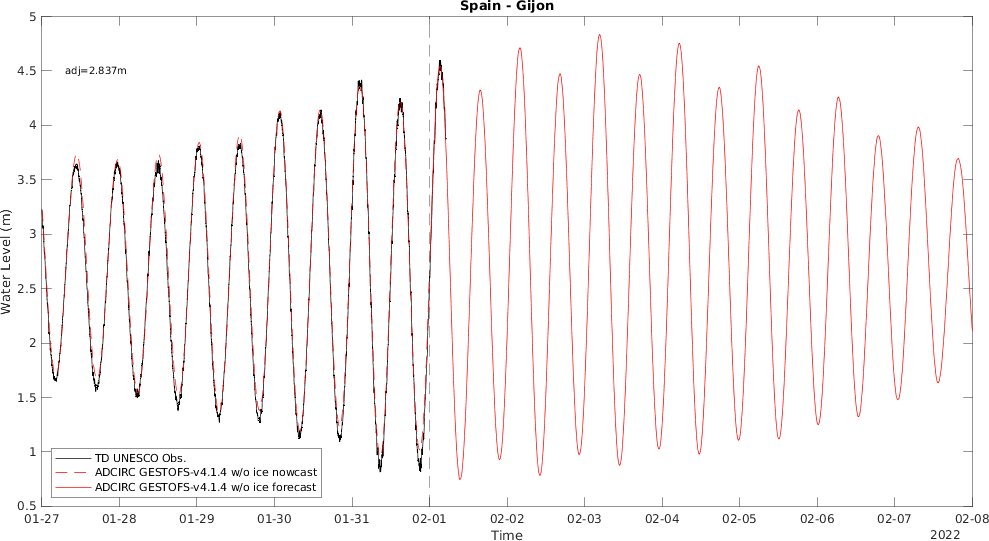 Spain - Gijon
5
4.5
4
3.5
3
2.5
2
1.5
1
0.5
Water Level (m)
adj=2.837m
TD UNESCO Obs.
ADCIRC GESTOFS-v4.1.4 w/o ice nowcast
ADCIRC GESTOFS-v4.1.4 w/o ice forecast
01-27 01-28 01-29 01-30 01-31 02-01 02-02 02-03 02-04 02-05 02-06 02-07 02-08
Time
2022